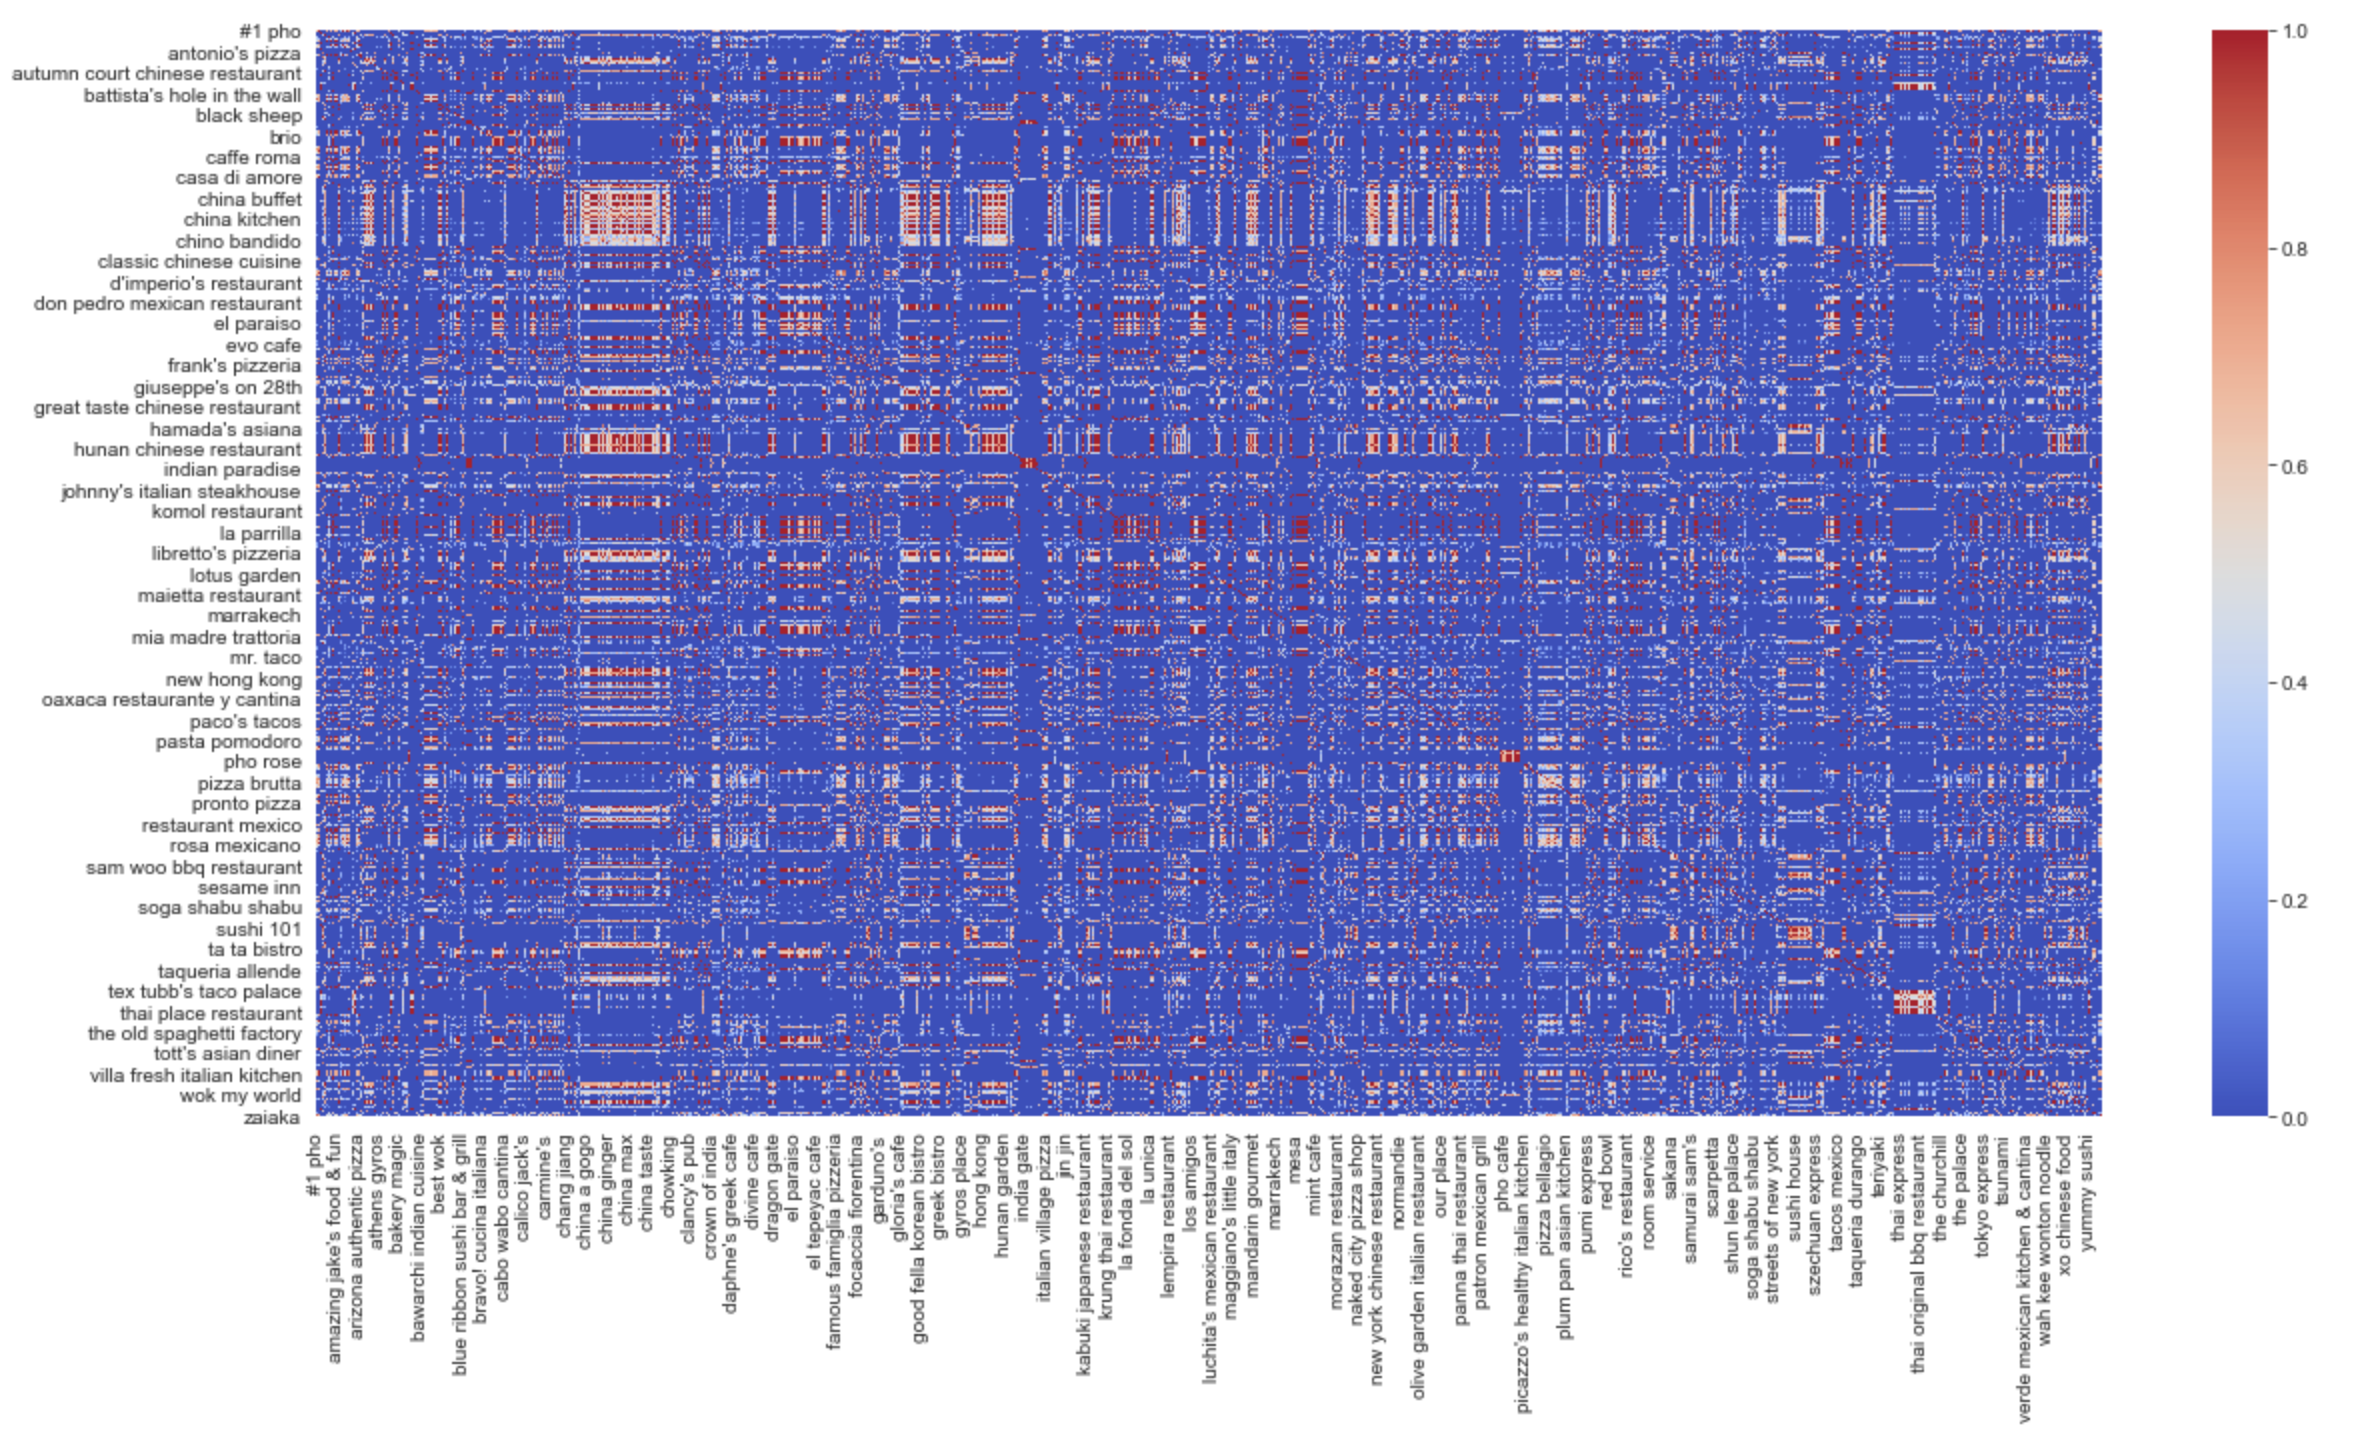 #1 pho
antonio's pizza
autumn court chinese restaurant
battista's hole in the wall
black sheep
brio
caffe roma
casa di amore
china buffet
china kitchen
chino bandido
classic chinese cuisine
d'imperio's restaurant
don pedro mexican restaurant
el paraiso
evo cafe
frank's pizzeria
giuseppe's on 28th
great taste chinese restaurant
hamada's asiana
hunan chinese restaurant
indian paradise
johnny's italian steakhouse
komol restaurant
la parrilla
libretto's pizzeria
lotus garden
maietta restaurant
marrakech
mia madre trattoria
mr. taco
new hong kong
oaxaca restaurante y cantina
paco's tacos
pasta pomodoro
pho rose
pizza brutta
pronto pizza
restaurant mexico
rosa mexicano
sam woo bbq restaurant
sesame inn
soga shabu shabu
sushi 101
ta ta bistro
taqueria allende
tex tubb's taco palace
thai place restaurant
the old spaghetti factory
tott's asian diner
villa fresh italian kitchen
wok my world
zaiaka
#1 pho
amazing jake's food & fun
arizona authentic pizza
athens gyros
bakery magic
bawarchi indian cuisine
best wok
blue ribbon sushi bar & grill
bravo! cucina italiana
cabo wabo cantina
calico jack's
carmine's
chang jiang
china a gogo
china ginger
china max
china taste
chowking
clancy's pub
crown of india
daphne's greek cafe
divine cafe
dragon gate
el paraiso
el tepeyac cafe
famous famiglia pizzeria
focaccia fiorentina
garduno's
gloria's cafe
good fella korean bistro
greek bistro
gyros place
hong kong
hunan garden
india gate
italian village pizza
jin jin
kabuki japanese restaurant
krung thai restaurant
la fonda del sol
la unica
lempira restaurant
los amigos
luchita's mexican restaurant
maggiano's little italy
mandarin gourmet
marrakech
mesa
mint cafe
morazan restaurant
naked city pizza shop
new york chinese restaurant
normandie
olive garden italian restaurant
our place
panna thai restaurant
patron mexican grill
pho cafe
picazzo's healthy italian kitchen
pizza bellagio
plum pan asian kitchen
pumi express
red bowl
rico's restaurant
room service
sakana
samurai sam's
scarpetta
shun lee palace
soga shabu shabu
streets of new york
sushi house
szechuan express
tacos mexico
taqueria durango
teriyaki
thai express
thai original bbq restaurant
the churchill
the palace
tokyo express
tsunami
verde mexican kitchen & cantina
wah kee wonton noodle
xo chinese food
yummy sushi
1.0
0.8
0.6
0.4
0.2
0.0